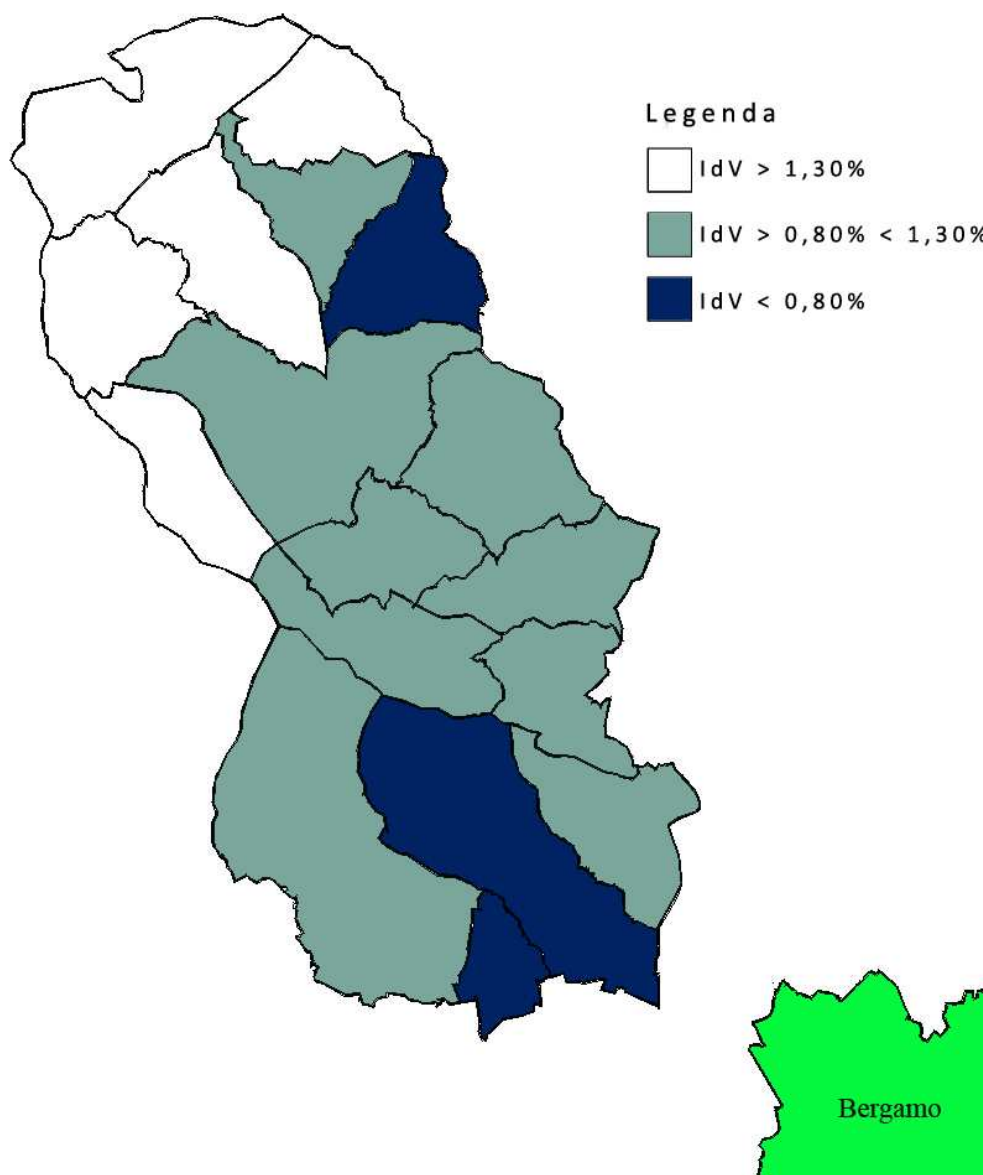 Legenda
IdV > 1,30%
IdV > 0,80% < 1,30%
IdV < 0,80%
Bergamo